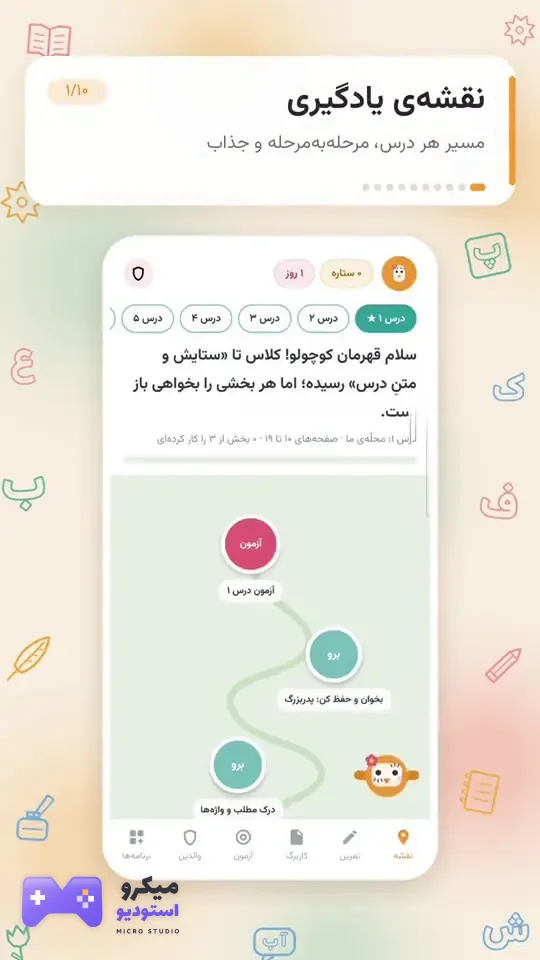 نقشه‌ی یادگیری
۱/۱۰
مسیر هر درس، مرحله‌به‌مرحله و جذاب
۰ ستاره
۱ روز
درس ۱ ★
درس ۲
درس ۳
درس ۴
درس ۵
سلام قهرمان کوچولو! کلاس تا «ستایش و
متنِ درس» رسیده؛ اما هر بخشی را بخواهی باز
ست.
رس ۱: محلّه‌ی ما · صفحه‌های ۱۰ تا ۱۹ · ۰ بخش از ۳ را کار کرده‌ای
آزمون
آزمون درس ۱
برو
بخوان و حفظ کن: پدربزرگ
برو
درک مطلب و واژه‌ها
نقشه
تمرین
کاربرگ
آزمون
والدین
برنامه‌ها
میکرو
استودیو
MICRO STUDIO
پ
ع
ک
ب
ف
آب
ش